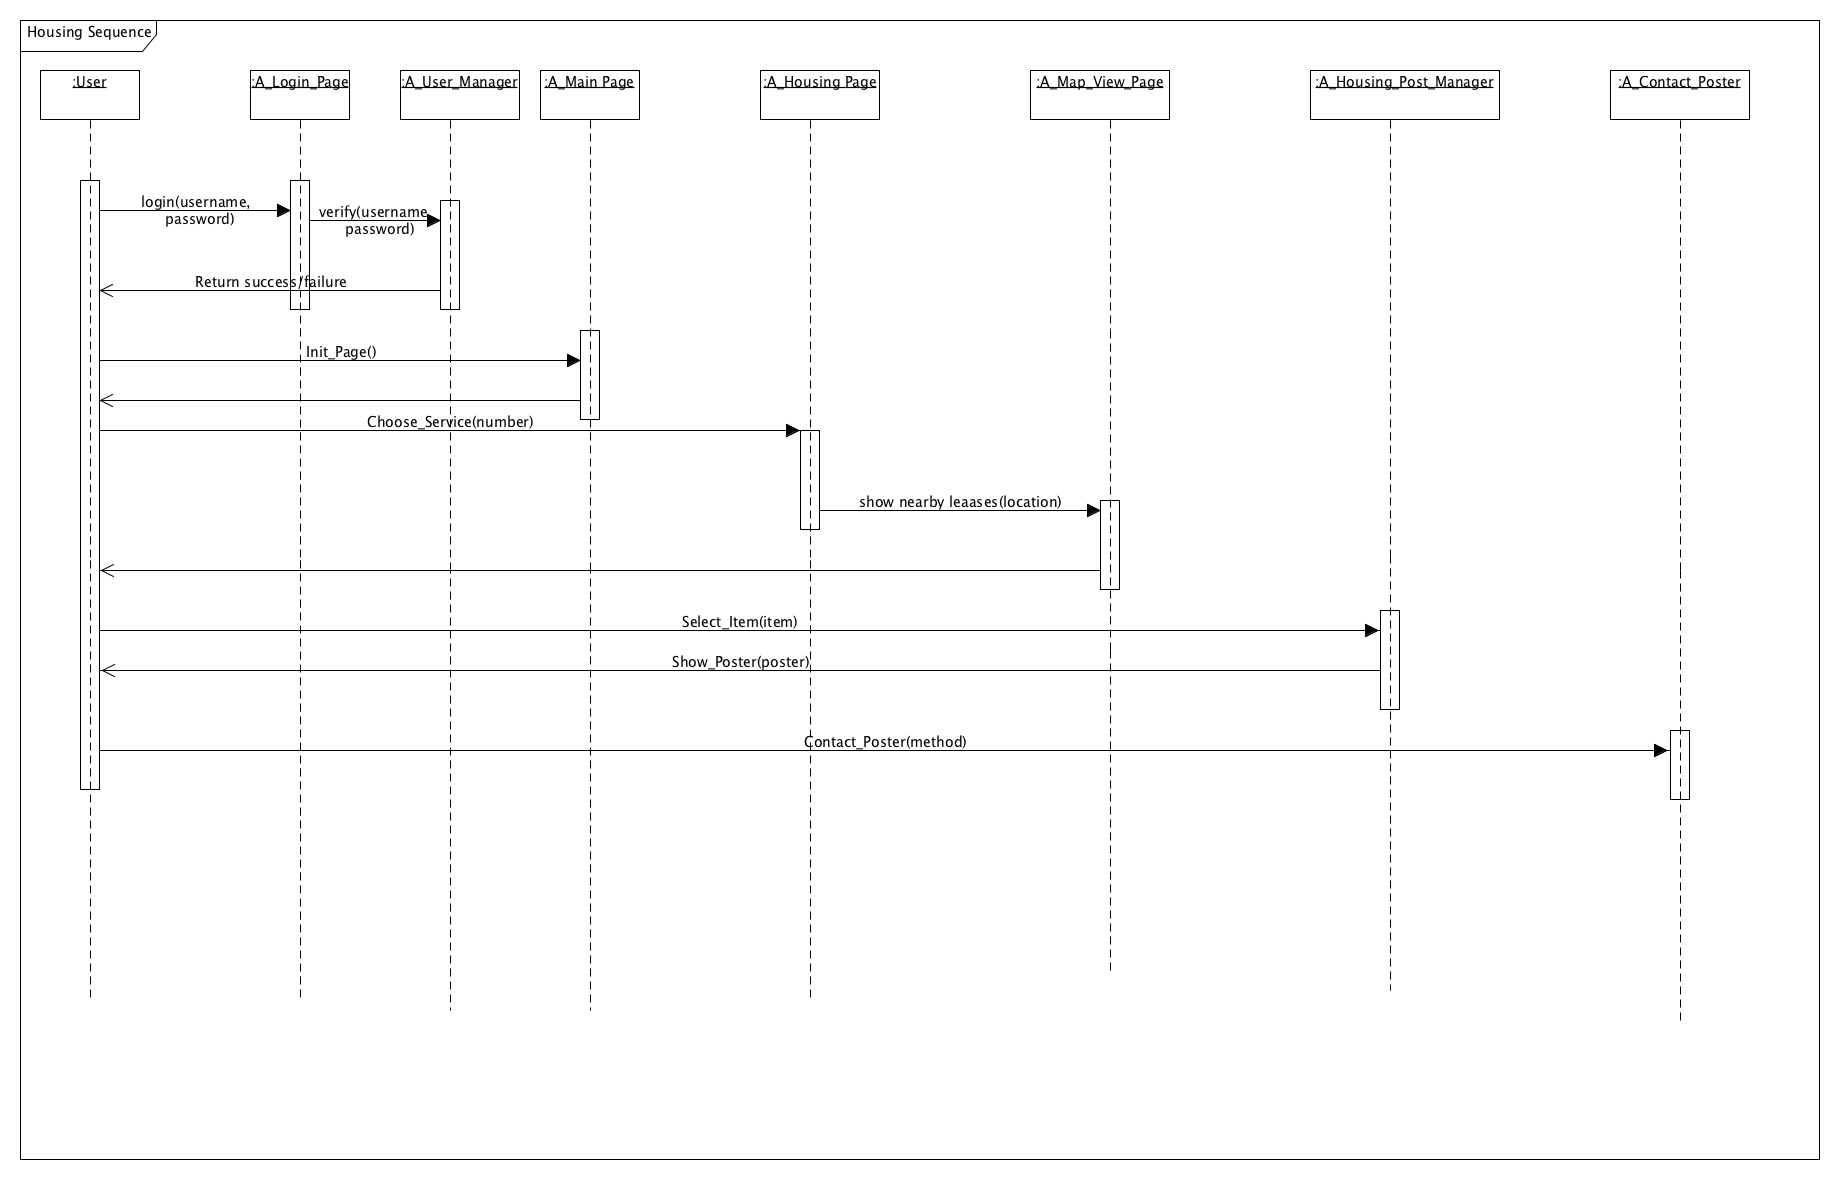 Housing Sequence
:User
:A_Login_Page
:A_User_Manager
:A_Main Page
:A_Housing Page
:A_Map_View_Page
:A_Housing_Post_Manager
:A_Contact_Poster
login(username,
password)
verify(username,
password)
Return success/failure
Init_Page()
Choose_Service(number)
show nearby leaases(location)
Select_Item(item)
Show_Poster(poster)
Contact_Poster(method)